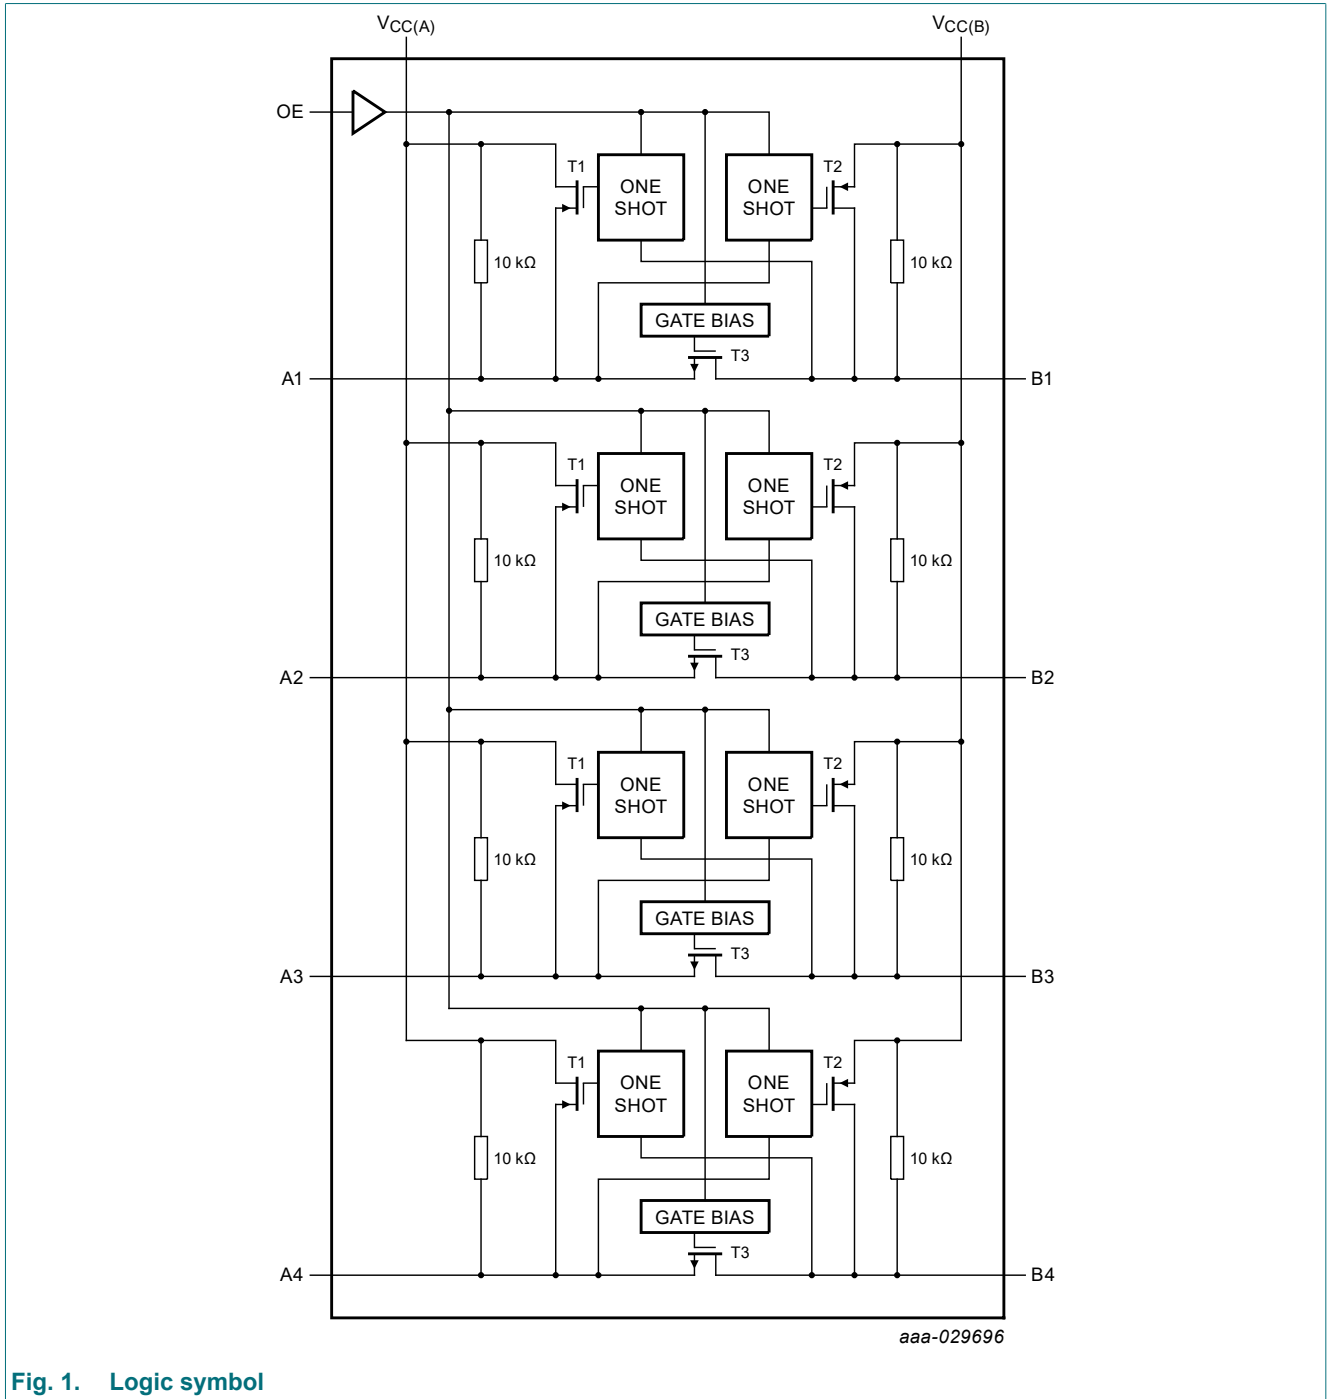 VCC(A) VCC(B)
OE
T1 ONE SHOT ONE SHOT T2
10 kΩ 10 kΩ
GATE BIAS
T3
A1 B1
T1 ONE SHOT ONE SHOT T2
10 kΩ 10 kΩ
GATE BIAS
T3
A2 B2
T1 ONE SHOT ONE SHOT T2
10 kΩ 10 kΩ
GATE BIAS
T3
A3 B3
T1 ONE SHOT ONE SHOT T2
10 kΩ 10 kΩ
GATE BIAS
T3
A4 B4
aaa-029696
Fig. 1. Logic symbol